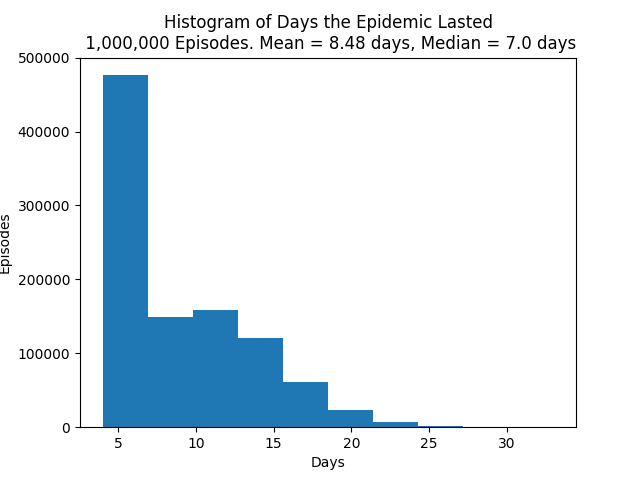 Histogram of Days the Epidemic Lasted
1,000,000 Episodes. Mean = 8.48 days, Median = 7.0 days
500000
400000
300000
200000
100000
0
Episodes
5 10 15 20 25 30
Days